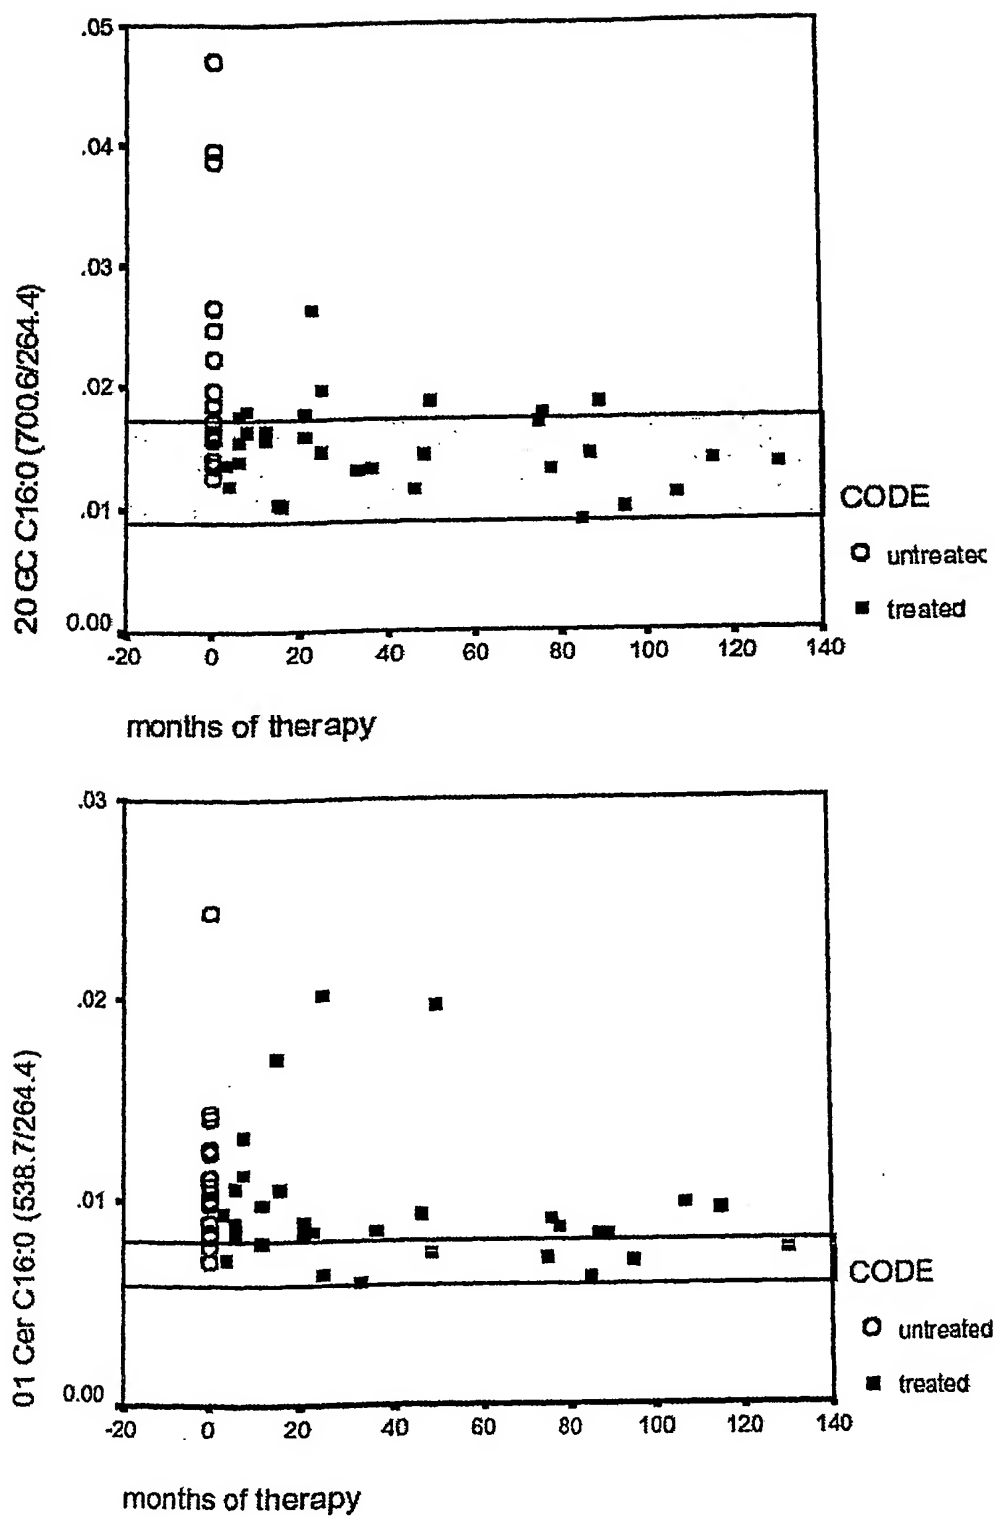 .05
.04
.03
.02
.01
0.00
20 GC C16:0 (700.6/264.4)
-20 0 20 40 60 80 100 120 140
months of therapy
CODE
untreatec
treated
.03
.02
.01
0.00
01 Cer C16:0 (538.7/264.4)
-20 0 20 40 60 80 100 120 140
months of therapy
CODE
untreated
treated